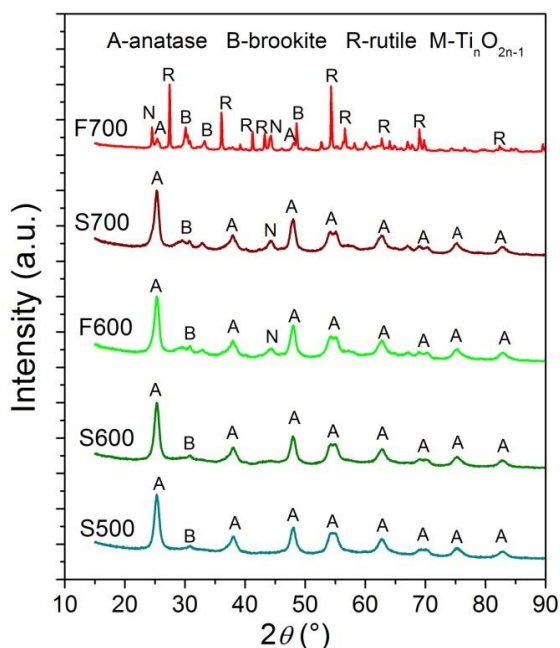 A-anatase B-brookite R-rutile M-TiₙO₂ₙ₋₁
R R
N A B B R R R N A B R R R R
F700
A
S700 B A N A A A A A A
A
F600 B A N A A A A A A
A
S600 B A A A A A A A
A
S500 B A A A A A A A
Intensity (a.u.)
10 20 30 40 50 60 70 80 90
2θ (°)